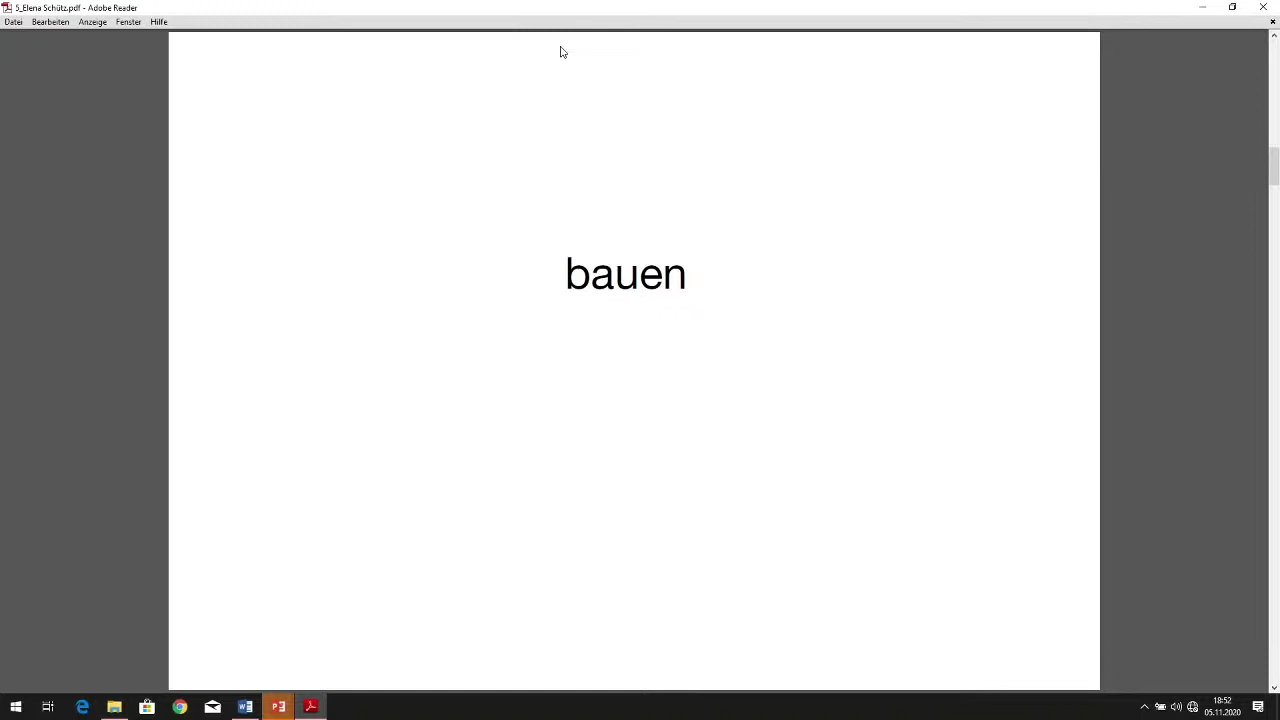 5_Elena Schütz.pdf - Adobe Reader
Datei Bearbeiten Anzeige Fenster Hilfe
bauen
18:52
05.11.2020